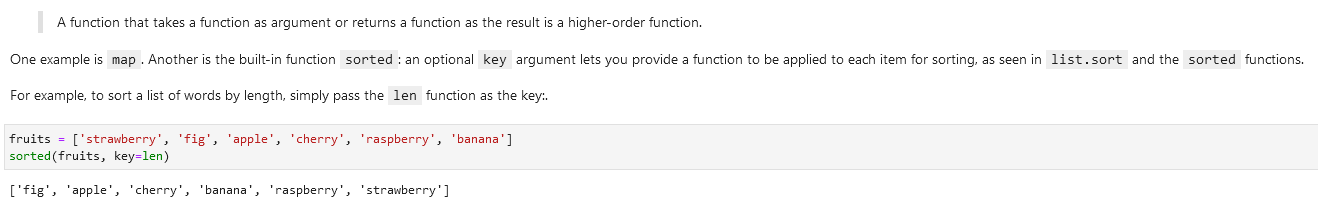 A function that takes a function as argument or returns a function as the result is a higher-order function.
One example is map . Another is the built-in function sorted : an optional key argument lets you provide a function to be applied to each item for sorting, as seen in list.sort and the sorted functions.
For example, to sort a list of words by length, simply pass the len function as the key:.
fruits = ['strawberry', 'fig', 'apple', 'cherry', 'raspberry', 'banana']
sorted(fruits, key=len)
['fig', 'apple', 'cherry', 'banana', 'raspberry', 'strawberry']